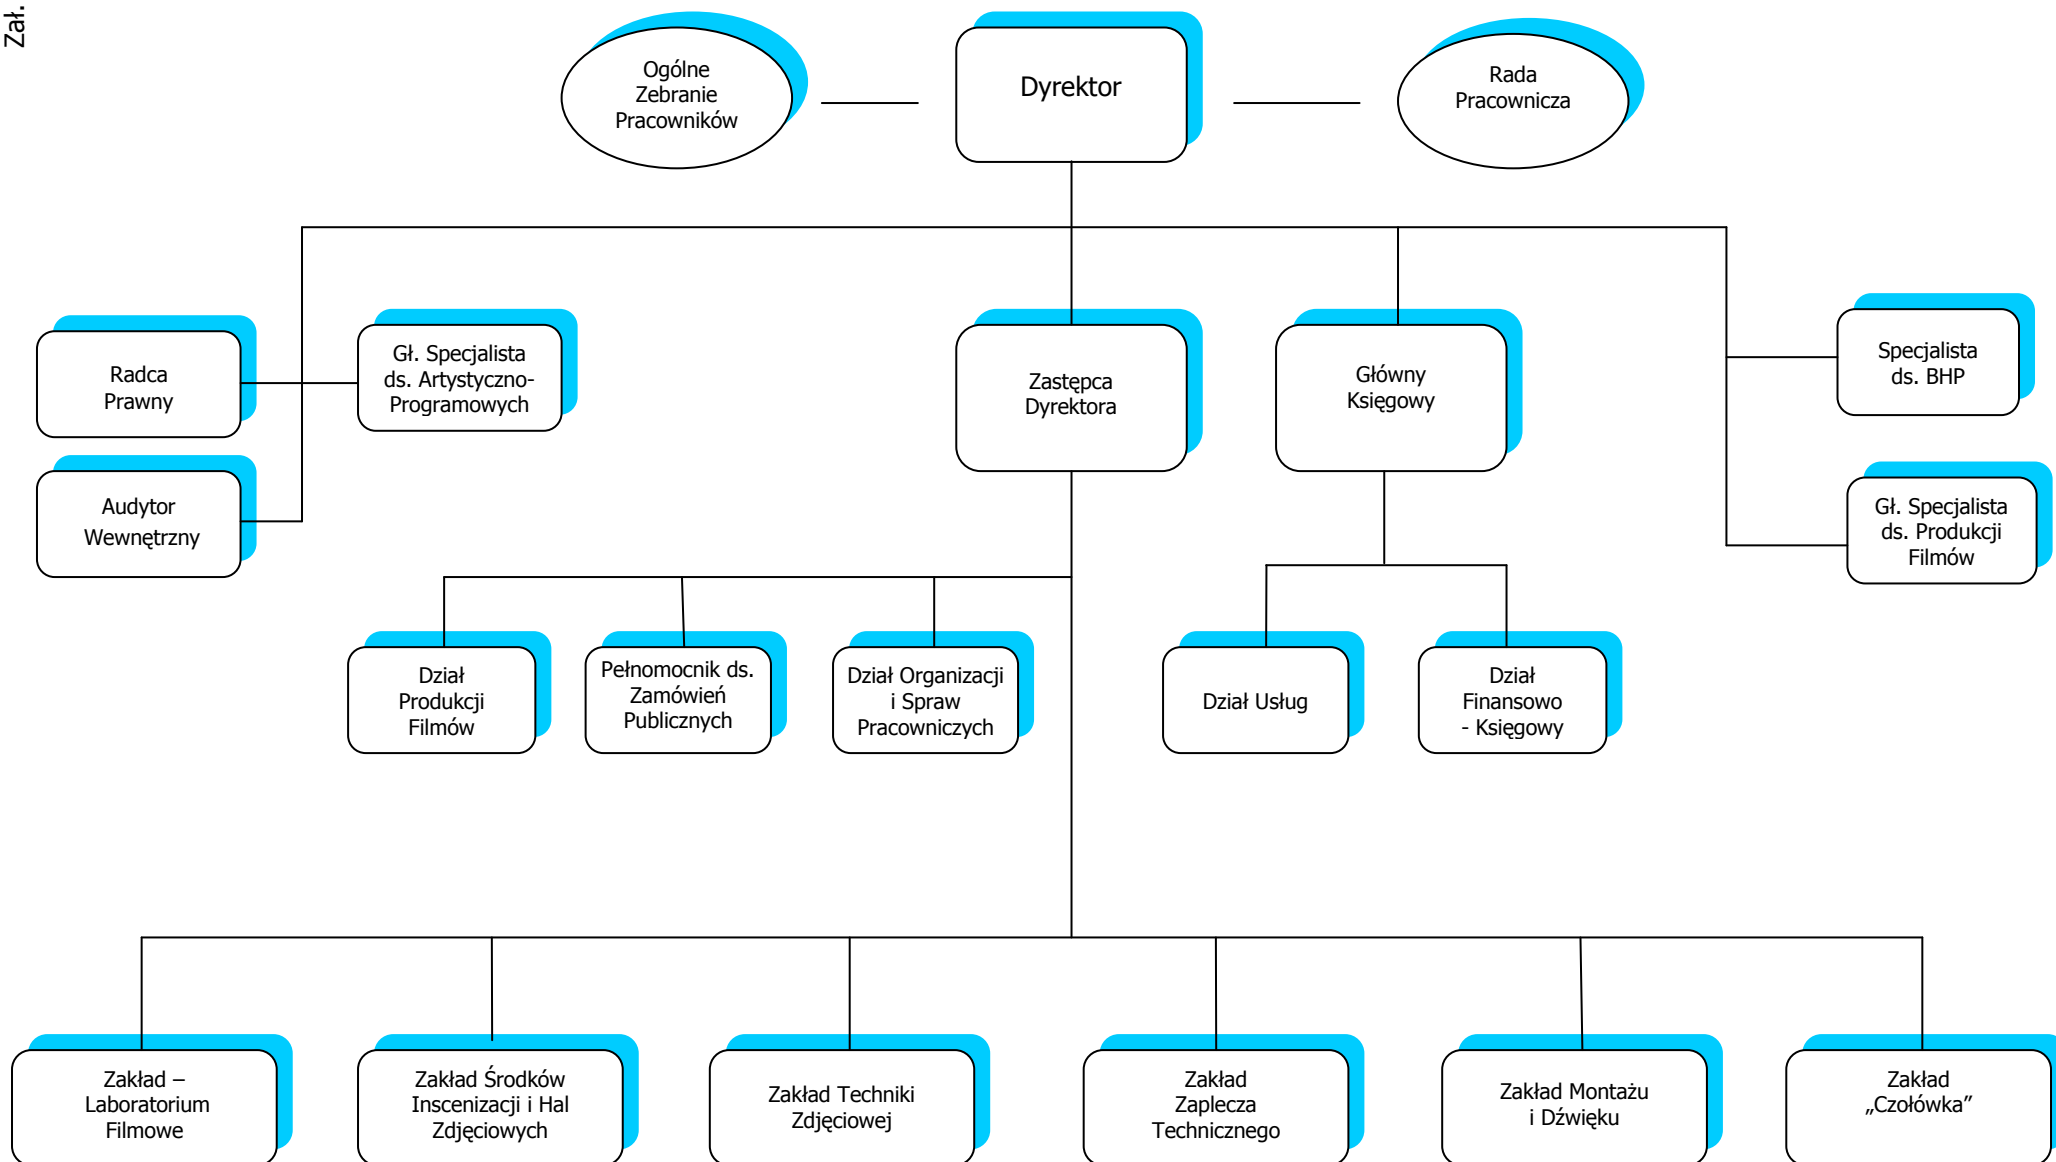 Zał.
Ogólne
Zebranie
Pracowników
Dyrektor
Rada
Pracownicza
Radca
Prawny
Gł. Specjalista
ds. Artystyczno-
Programowych
Zastępca
Dyrektora
Główny
Księgowy
Specjalista
ds. BHP
Audytor
Wewnętrzny
Gł. Specjalista
ds. Produkcji
Filmów
Dział
Produkcji
Filmów
Pełnomocnik ds.
Zamówień
Publicznych
Dział Organizacji
i Spraw
Pracowniczych
Dział Usług
Dział
Finansowo
- Księgowy
Zakład –
Laboratorium
Filmowe
Zakład Środków
Inscenizacji i Hal
Zdjęciowych
Zakład Techniki
Zdjęciowej
Zakład
Zaplecza
Technicznego
Zakład Montażu
i Dźwięku
Zakład
„Czołówka”